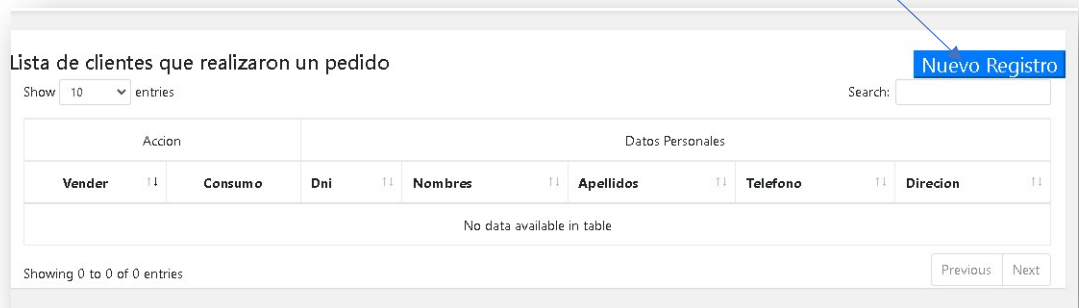 Lista de clientes que realizaron un pedido Nuevo Registro
Show 10 entries Search:
Accion Datos Personales
Vender Consumo Dni Nombres Apellidos Telefono Direcion
No data available in table
Showing 0 to 0 of 0 entries Previous Next